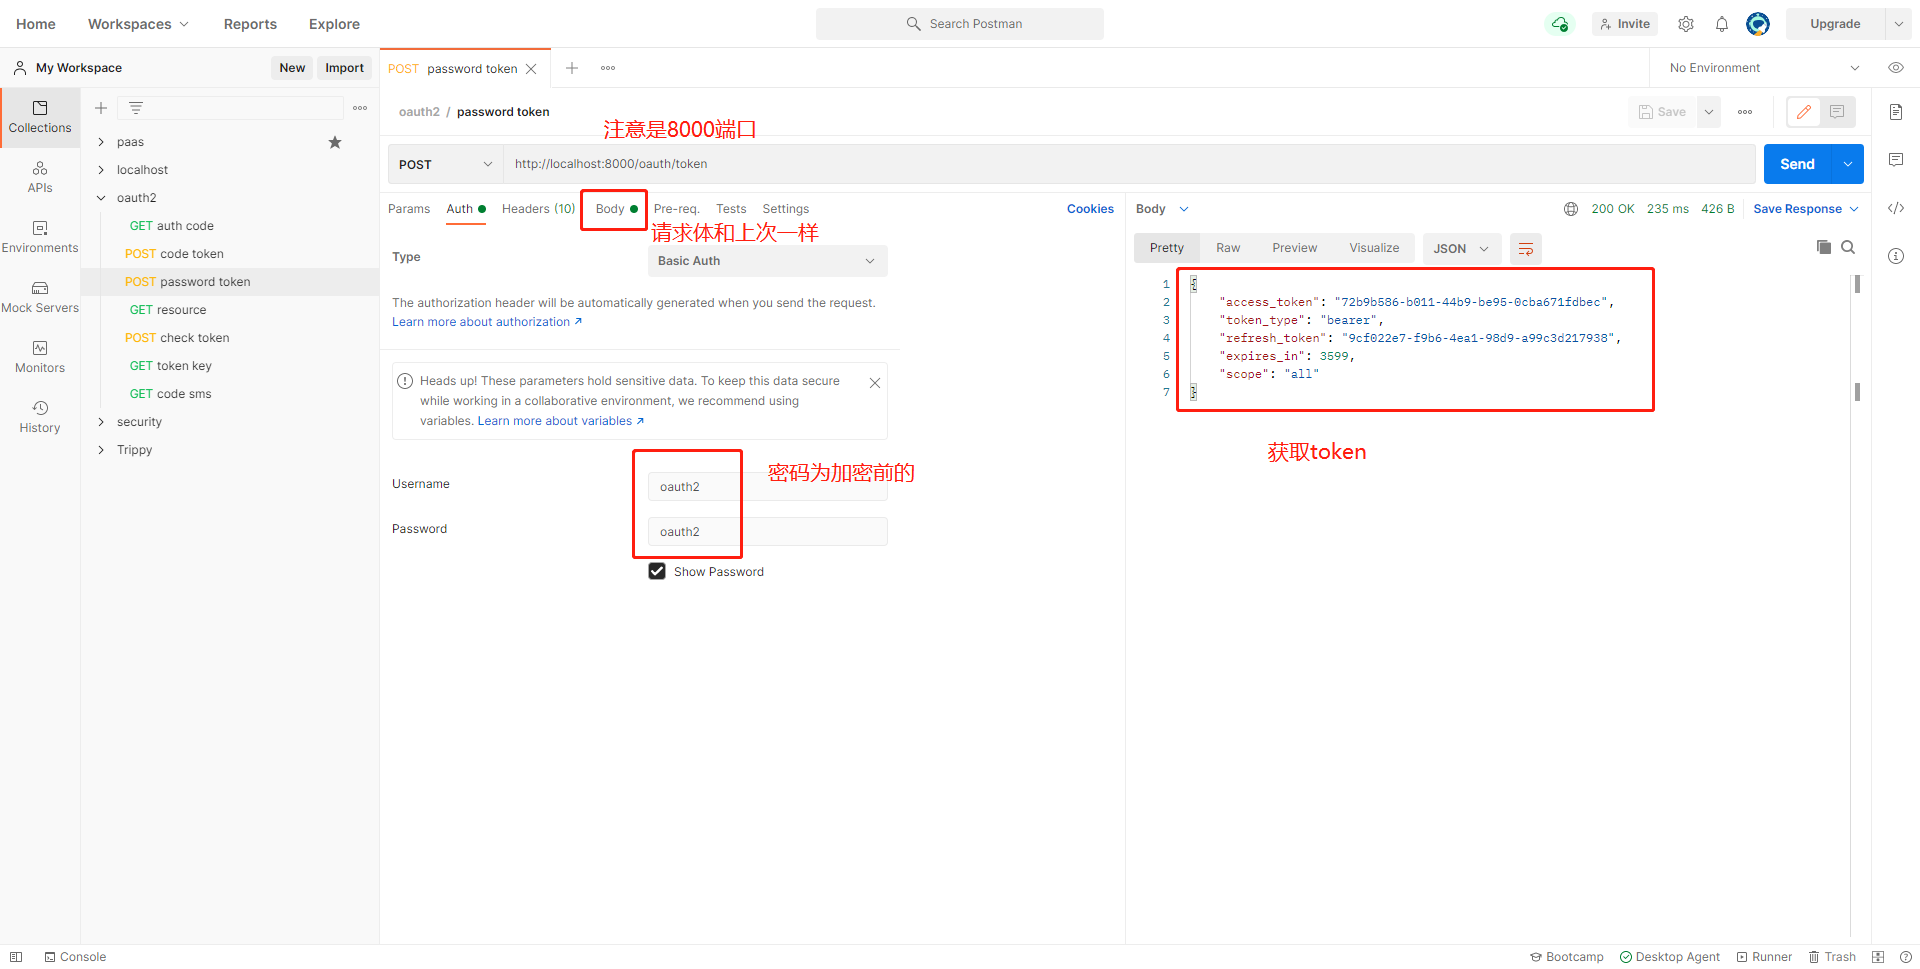 Home
Workspaces
Reports
Explore
Search Postman
Invite
Upgrade
My Workspace
New
Import
POST password token
No Environment
Collections
APIs
Environments
Mock Servers
Monitors
History
paas
localhost
oauth2
GET auth code
POST code token
POST password token
GET resource
POST check token
GET token key
GET code sms
security
Trippy
oauth2 / password token
Save
注意是8000端口
POST
http://localhost:8000/oauth/token
Send
Params
Auth
Headers (10)
Body
Pre-req.
Tests
Settings
Cookies
请求体和上次一样
Type
Basic Auth
The authorization header will be automatically generated when you send the request.
Learn more about authorization ↗
Heads up! These parameters hold sensitive data. To keep this data secure
while working in a collaborative environment, we recommend using
variables. Learn more about variables ↗
密码为加密前的
Username
oauth2
Password
oauth2
Show Password
Body
200 OK
235 ms
426 B
Save Response
Pretty
Raw
Preview
Visualize
JSON
1 {
2 "access_token": "72b9b586-b011-44b9-be95-0cba671fdbec",
3 "token_type": "bearer",
4 "refresh_token": "9cf022e7-f9b6-4ea1-98d9-a99c3d217938",
5 "expires_in": 3599,
6 "scope": "all"
7 }
获取token
Console
Bootcamp
Desktop Agent
Runner
Trash